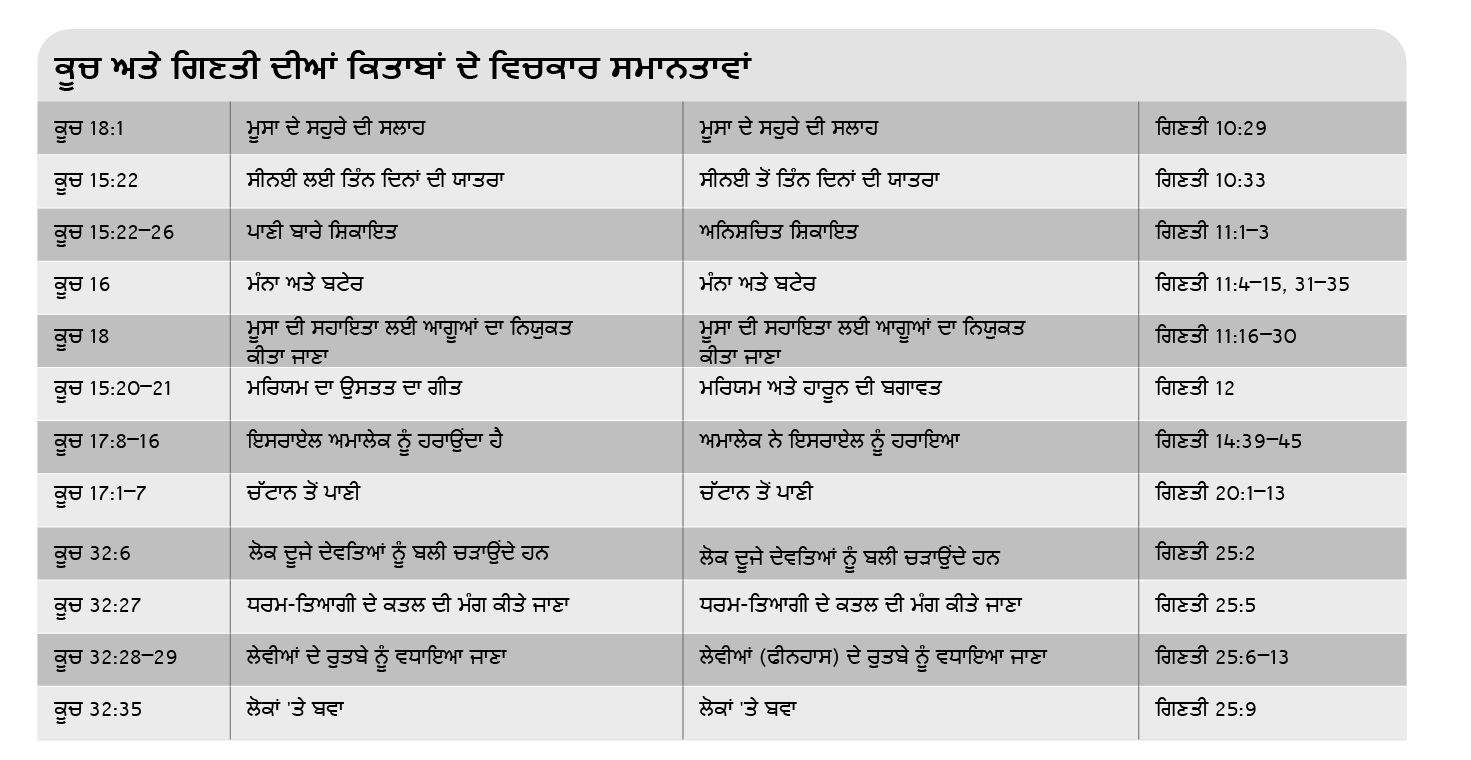 ਕੂਚ ਅਤੇ ਗਿਣਤੀ ਦੀਆਂ ਕਿਤਾਬਾਂ ਦੇ ਵਿਚਕਾਰ ਸਮਾਨਤਾਵਾਂ
ਕੂਚ 18:1 ਮੂਸਾ ਦੇ ਸਹੁਰੇ ਦੀ ਸਲਾਹ ਮੂਸਾ ਦੇ ਸਹੁਰੇ ਦੀ ਸਲਾਹ ਗਿਣਤੀ 10:29
ਕੂਚ 15:22 ਸੀਨਈ ਲਈ ਤਿੰਨ ਦਿਨਾਂ ਦੀ ਯਾਤਰਾ ਸੀਨਈ ਤੋਂ ਤਿੰਨ ਦਿਨਾਂ ਦੀ ਯਾਤਰਾ ਗਿਣਤੀ 10:33
ਕੂਚ 15:22–26 ਪਾਣੀ ਬਾਰੇ ਸ਼ਿਕਾਇਤ ਅਨਿਸ਼ਚਿਤ ਸ਼ਿਕਾਇਤ ਗਿਣਤੀ 11:1–3
ਕੂਚ 16 ਮੰਨਾ ਅਤੇ ਬਟੇਰ ਮੰਨਾ ਅਤੇ ਬਟੇਰ ਗਿਣਤੀ 11:4–15, 31–35
ਕੂਚ 18 ਮੂਸਾ ਦੀ ਸਹਾਇਤਾ ਲਈ ਆਗੂਆਂ ਦਾ ਨਿਯੁਕਤ ਮੂਸਾ ਦੀ ਸਹਾਇਤਾ ਲਈ ਆਗੂਆਂ ਦਾ ਨਿਯੁਕਤ ਗਿਣਤੀ 11:16–30
ਕੀਤਾ ਜਾਣਾ ਕੀਤਾ ਜਾਣਾ
ਕੂਚ 15:20–21 ਮਰਿਯਮ ਦਾ ਉਸਤਤ ਦਾ ਗੀਤ ਮਰਿਯਮ ਅਤੇ ਹਾਰੂਨ ਦੀ ਬਗਾਵਤ ਗਿਣਤੀ 12
ਕੂਚ 17:8–16 ਇਸਰਾਏਲ ਅਮਾਲੇਕ ਨੂੰ ਹਰਾਉਂਦਾ ਹੈ ਅਮਾਲੇਕ ਨੇ ਇਸਰਾਏਲ ਨੂੰ ਹਰਾਇਆ ਗਿਣਤੀ 14:39–45
ਕੂਚ 17:1–7 ਚੱਟਾਨ ਤੋਂ ਪਾਣੀ ਚੱਟਾਨ ਤੋਂ ਪਾਣੀ ਗਿਣਤੀ 20:1–13
ਕੂਚ 32:6 ਲੋਕ ਦੂਜੇ ਦੇਵਤਿਆਂ ਨੂੰ ਬਲੀ ਚੜਾਉਂਦੇ ਹਨ ਲੋਕ ਦੂਜੇ ਦੇਵਤਿਆਂ ਨੂੰ ਬਲੀ ਚੜਾਉਂਦੇ ਹਨ ਗਿਣਤੀ 25:2
ਕੂਚ 32:27 ਧਰਮ-ਤਿਆਗੀ ਦੇ ਕਤਲ ਦੀ ਮੰਗ ਕੀਤੇ ਜਾਣਾ ਧਰਮ-ਤਿਆਗੀ ਦੇ ਕਤਲ ਦੀ ਮੰਗ ਕੀਤੇ ਜਾਣਾ ਗਿਣਤੀ 25:5
ਕੂਚ 32:28–29 ਲੇਵੀਆਂ ਦੇ ਰੁਤਬੇ ਨੂੰ ਵਧਾਇਆ ਜਾਣਾ ਲੇਵੀਆਂ (ਫੀਨਹਾਸ) ਦੇ ਰੁਤਬੇ ਨੂੰ ਵਧਾਇਆ ਜਾਣਾ ਗਿਣਤੀ 25:6–13
ਕੂਚ 32:35 ਲੋਕਾਂ 'ਤੇ ਬਵਾ ਲੋਕਾਂ 'ਤੇ ਬਵਾ ਗਿਣਤੀ 25:9